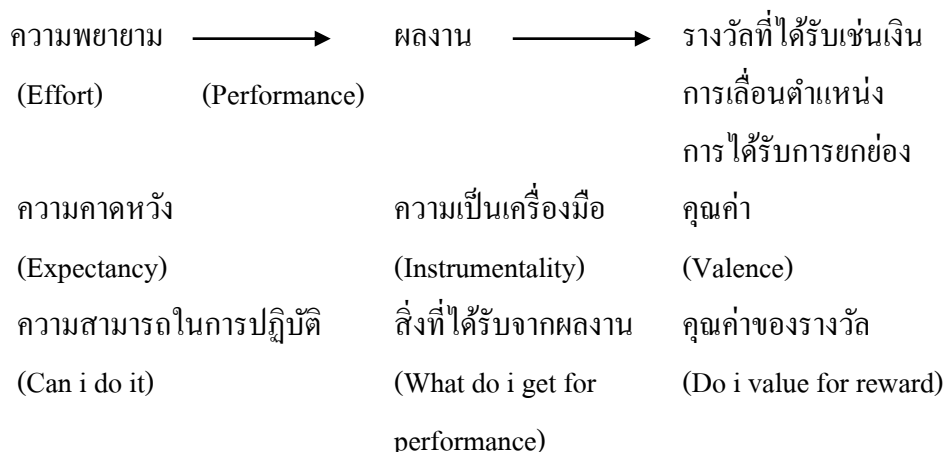 ความพยายาม ผลงาน รางวัลที่ได้รับเช่นเงิน
(Effort) (Performance) การเลื่อนตำแหน่ง
การได้รับการยกย่อง
ความคาดหวัง ความเป็นเครื่องมือ คุณค่า
(Expectancy) (Instrumentality) (Valence)
ความสามารถในการปฏิบัติ สิ่งที่ได้รับจากผลงาน คุณค่าของรางวัล
(Can i do it) (What do i get for (Do i value for reward)
performance)